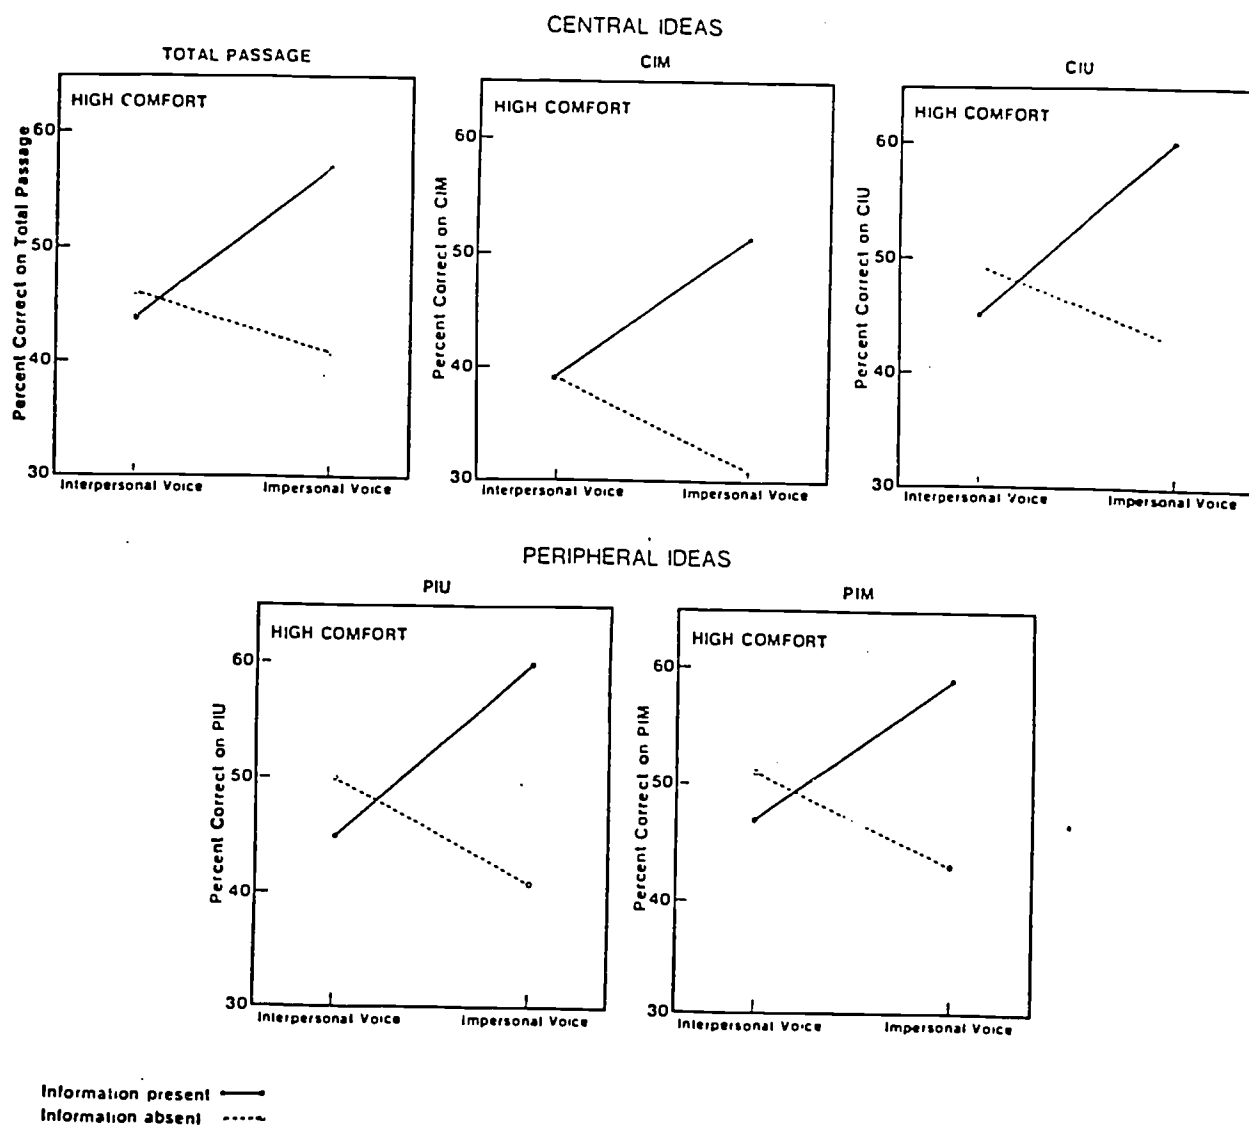 CENTRAL IDEAS
TOTAL PASSAGE
HIGH COMFORT
Percent Correct on Total Passage
60
50
40
30
Interpersonal Voice Impersonal Voice
CIM
HIGH COMFORT
Percent Correct on CIM
60
50
40
30
Interpersonal Voice Impersonal Voice
CIU
HIGH COMFORT
Percent Correct on CIU
60
50
40
30
Interpersonal Voice Impersonal Voice
PERIPHERAL IDEAS
PIU
HIGH COMFORT
Percent Correct on PIU
60
50
40
30
Interpersonal Voice Impersonal Voice
PIM
HIGH COMFORT
Percent Correct on PIM
60
50
40
30
Interpersonal Voice Impersonal Voice
Information present
Information absent